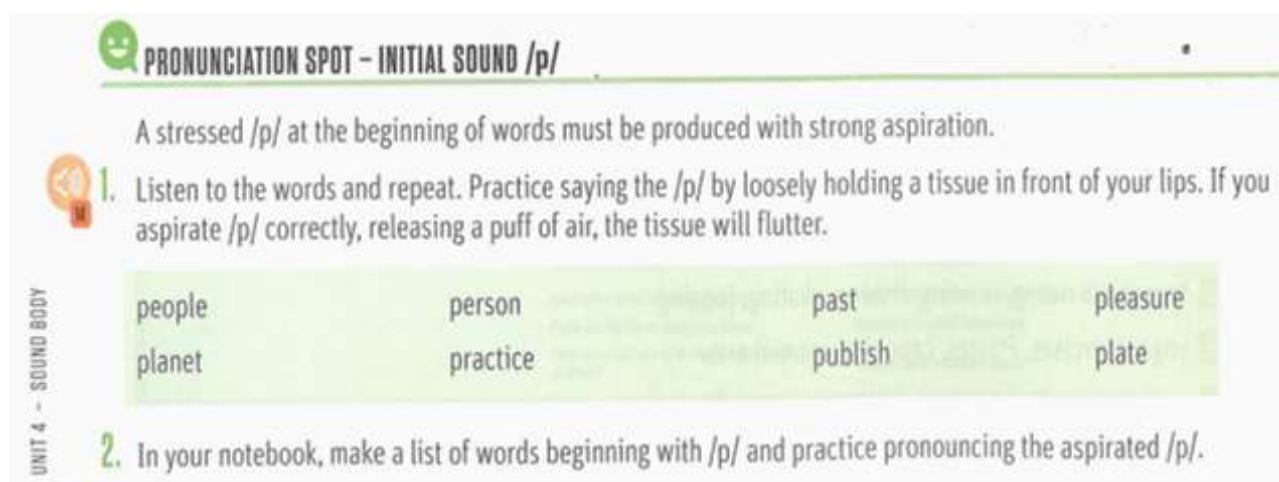 PRONUNCIATION SPOT – INITIAL SOUND /p/
A stressed /p/ at the beginning of words must be produced with strong aspiration.
1. Listen to the words and repeat. Practice saying the /p/ by loosely holding a tissue in front of your lips. If you
aspirate /p/ correctly, releasing a puff of air, the tissue will flutter.
people person past pleasure
planet practice publish plate
2. In your notebook, make a list of words beginning with /p/ and practice pronouncing the aspirated /p/.
UNIT 4 – SOUND BODY